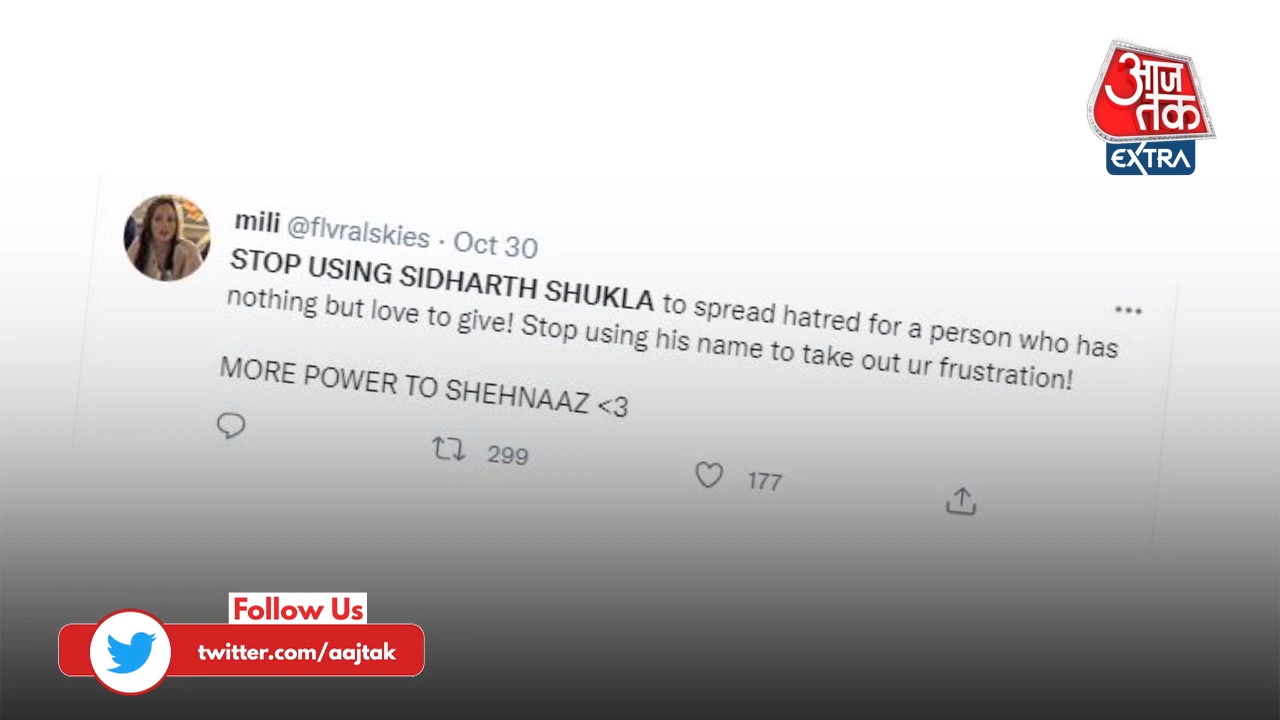 आज
तक
EXTRA
mili @flvralskies · Oct 30
STOP USING SIDHARTH SHUKLA to spread hatred for a person who has
nothing but love to give! Stop using his name to take out ur frustration!
MORE POWER TO SHEHNAAZ <3
299 177
Follow Us
twitter.com/aajtak